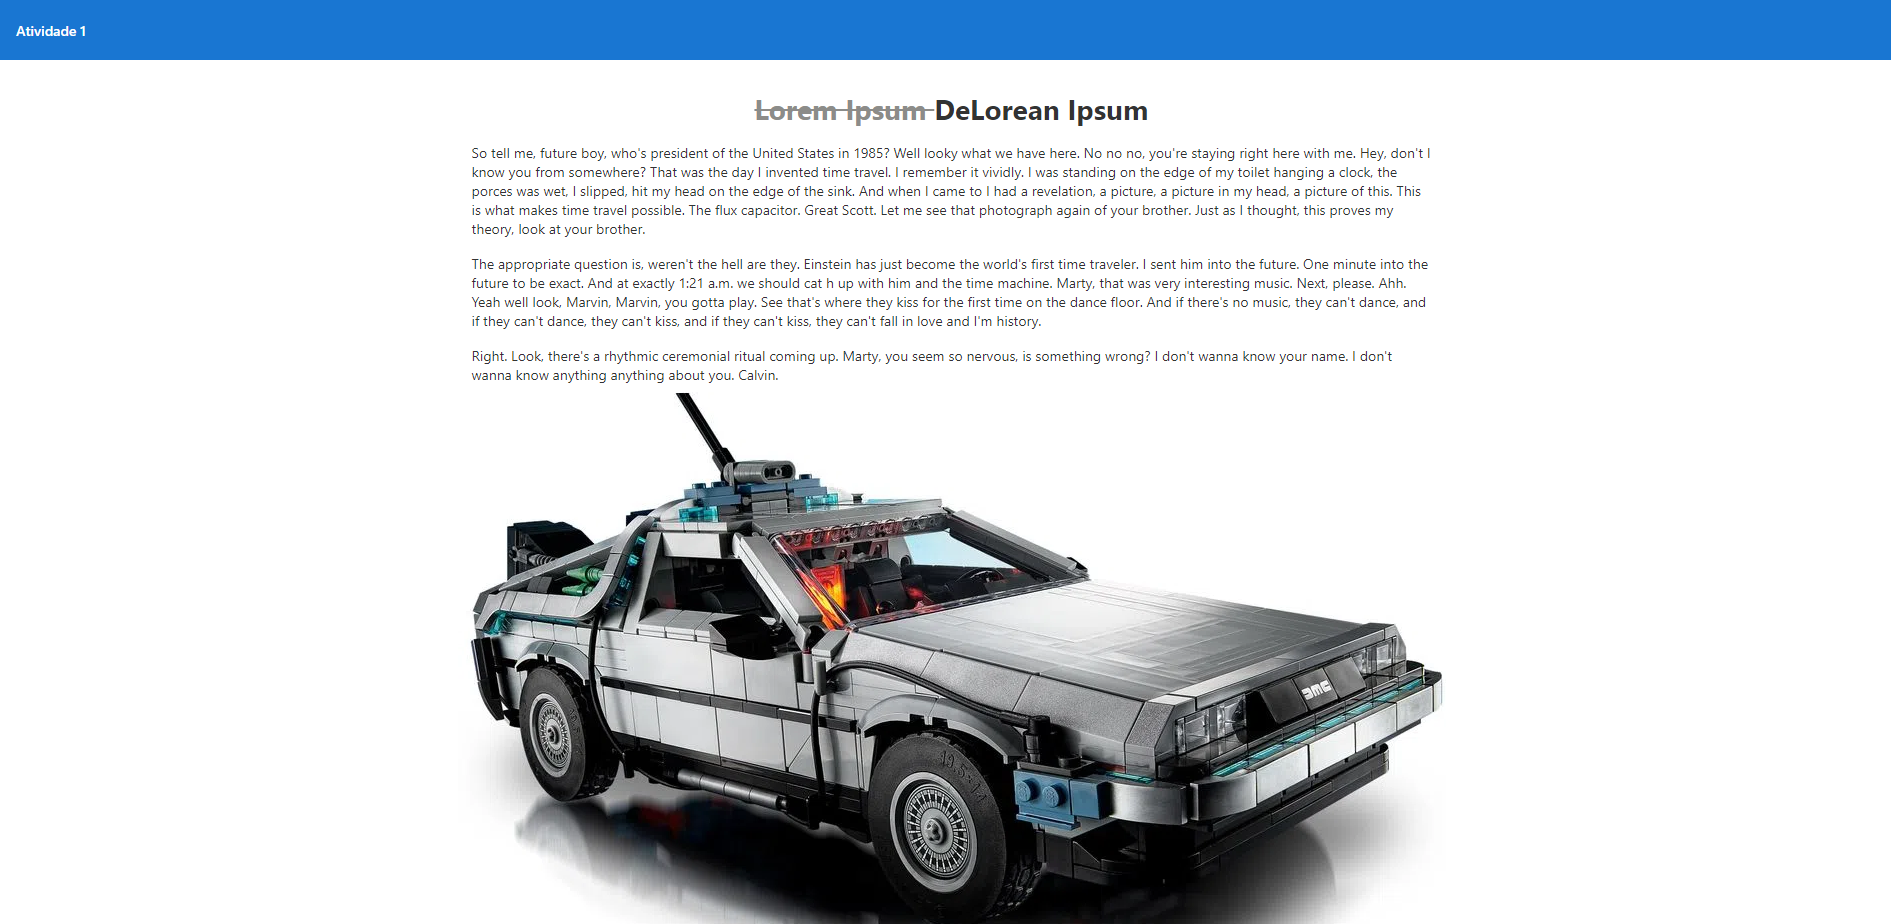 Atividade 1
Lorem Ipsum DeLorean Ipsum
So tell me, future boy, who's president of the United States in 1985? Well looky what we have here. No no no, you're staying right here with me. Hey, don't I
know you from somewhere? That was the day I invented time travel. I remember it vividly. I was standing on the edge of my toilet hanging a clock, the
porces was wet, I slipped, hit my head on the edge of the sink. And when I came to I had a revelation, a picture, a picture in my head, a picture of this. This
is what makes time travel possible. The flux capacitor. Great Scott. Let me see that photograph again of your brother. Just as I thought, this proves my
theory, look at your brother.
The appropriate question is, weren't the hell are they. Einstein has just become the world's first time traveler. I sent him into the future. One minute into the
future to be exact. And at exactly 1:21 a.m. we should cat h up with him and the time machine. Marty, that was very interesting music. Next, please. Ahh.
Yeah well look, Marvin, Marvin, you gotta play. See that's where they kiss for the first time on the dance floor. And if there's no music, they can't dance, and
if they can't dance, they can't kiss, and if they can't kiss, they can't fall in love and I'm history.
Right. Look, there's a rhythmic ceremonial ritual coming up. Marty, you seem so nervous, is something wrong? I don't wanna know your name. I don't
wanna know anything anything about you. Calvin.
DMC